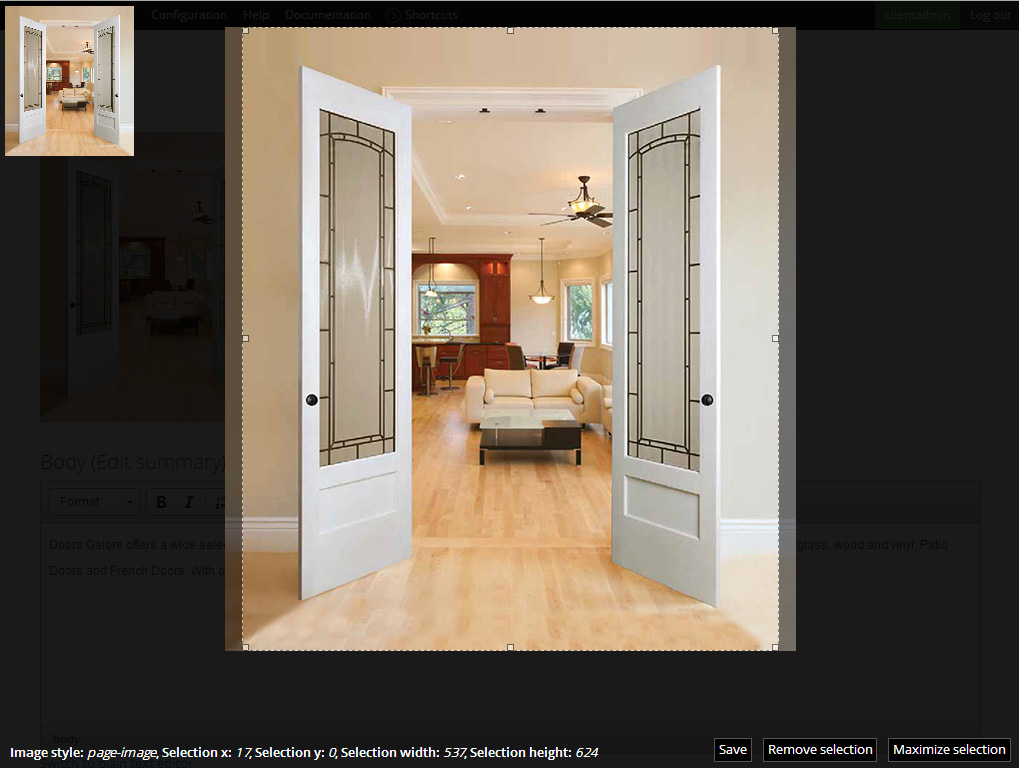 Configuration Help Documentation Shortcuts clientadmin Log out
Body (Edit summary)
Format B I
Doors Galore offers a wide glass, wood and vinyl, Patio
Doors and French Doors. With
body
Image style: page-image, Selection x: 17, Selection y: 0, Selection width: 537, Selection height: 624
Save Remove selection Maximize selection